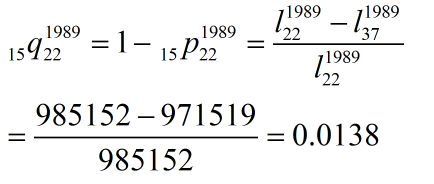 ₁₅q₂₂¹⁹⁸⁹ = 1 − ₁₅p₂₂¹⁹⁸⁹ = (l₂₂¹⁹⁸⁹ − l₃₇¹⁹⁸⁹) / l₂₂¹⁹⁸⁹
= (985152 − 971519) / 985152 = 0.0138